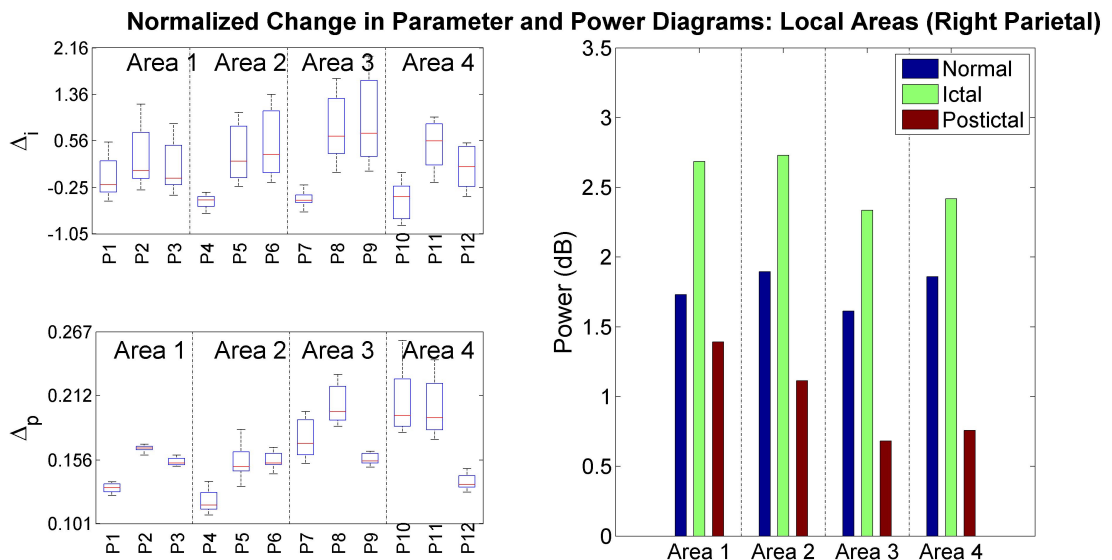 Normalized Change in Parameter and Power Diagrams: Local Areas (Right Parietal)
2.16
1.36
0.56
-0.25
-1.05
Δi
Area 1 Area 2 Area 3 Area 4
P1 P2 P3 P4 P5 P6 P7 P8 P9 P10 P11 P12
0.267
0.212
0.156
0.101
Δp
Area 1 Area 2 Area 3 Area 4
P1 P2 P3 P4 P5 P6 P7 P8 P9 P10 P11 P12
3.5
3
2.5
2
1.5
1
0.5
0
Power (dB)
Normal
Ictal
Postictal
Area 1 Area 2 Area 3 Area 4